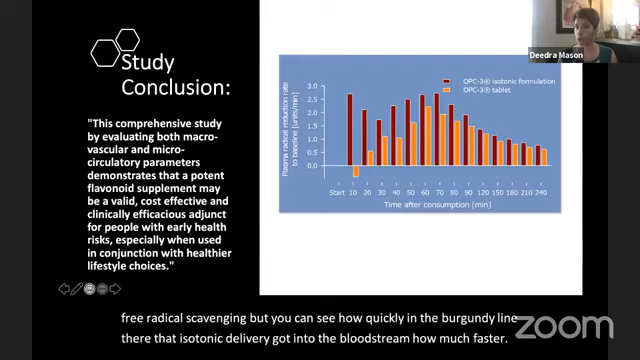 Deedra Mason
Study
Conclusion:
"This comprehensive study
by evaluating both macro-
vascular and micro-
circulatory parameters
demonstrates that a potent
flavonoid supplement may
be a valid, cost effective and
clinically efficacious adjunct
for people with early health
risks, especially when used
in conjunction with healthier
lifestyle choices."
OPC-3® isotonic formulation
OPC-3® tablet
Plasma radical reduction rate
to baseline [units/min]
3.0
2.5
2.0
1.5
1.0
0.5
0.0
Start 10 20 30 40 50 60 70 80 90 120 150 180 210 240
Time after consumption [min]
free radical scavenging but you can see how quickly in the burgundy line
there that isotonic delivery got into the bloodstream how much faster.
zoom